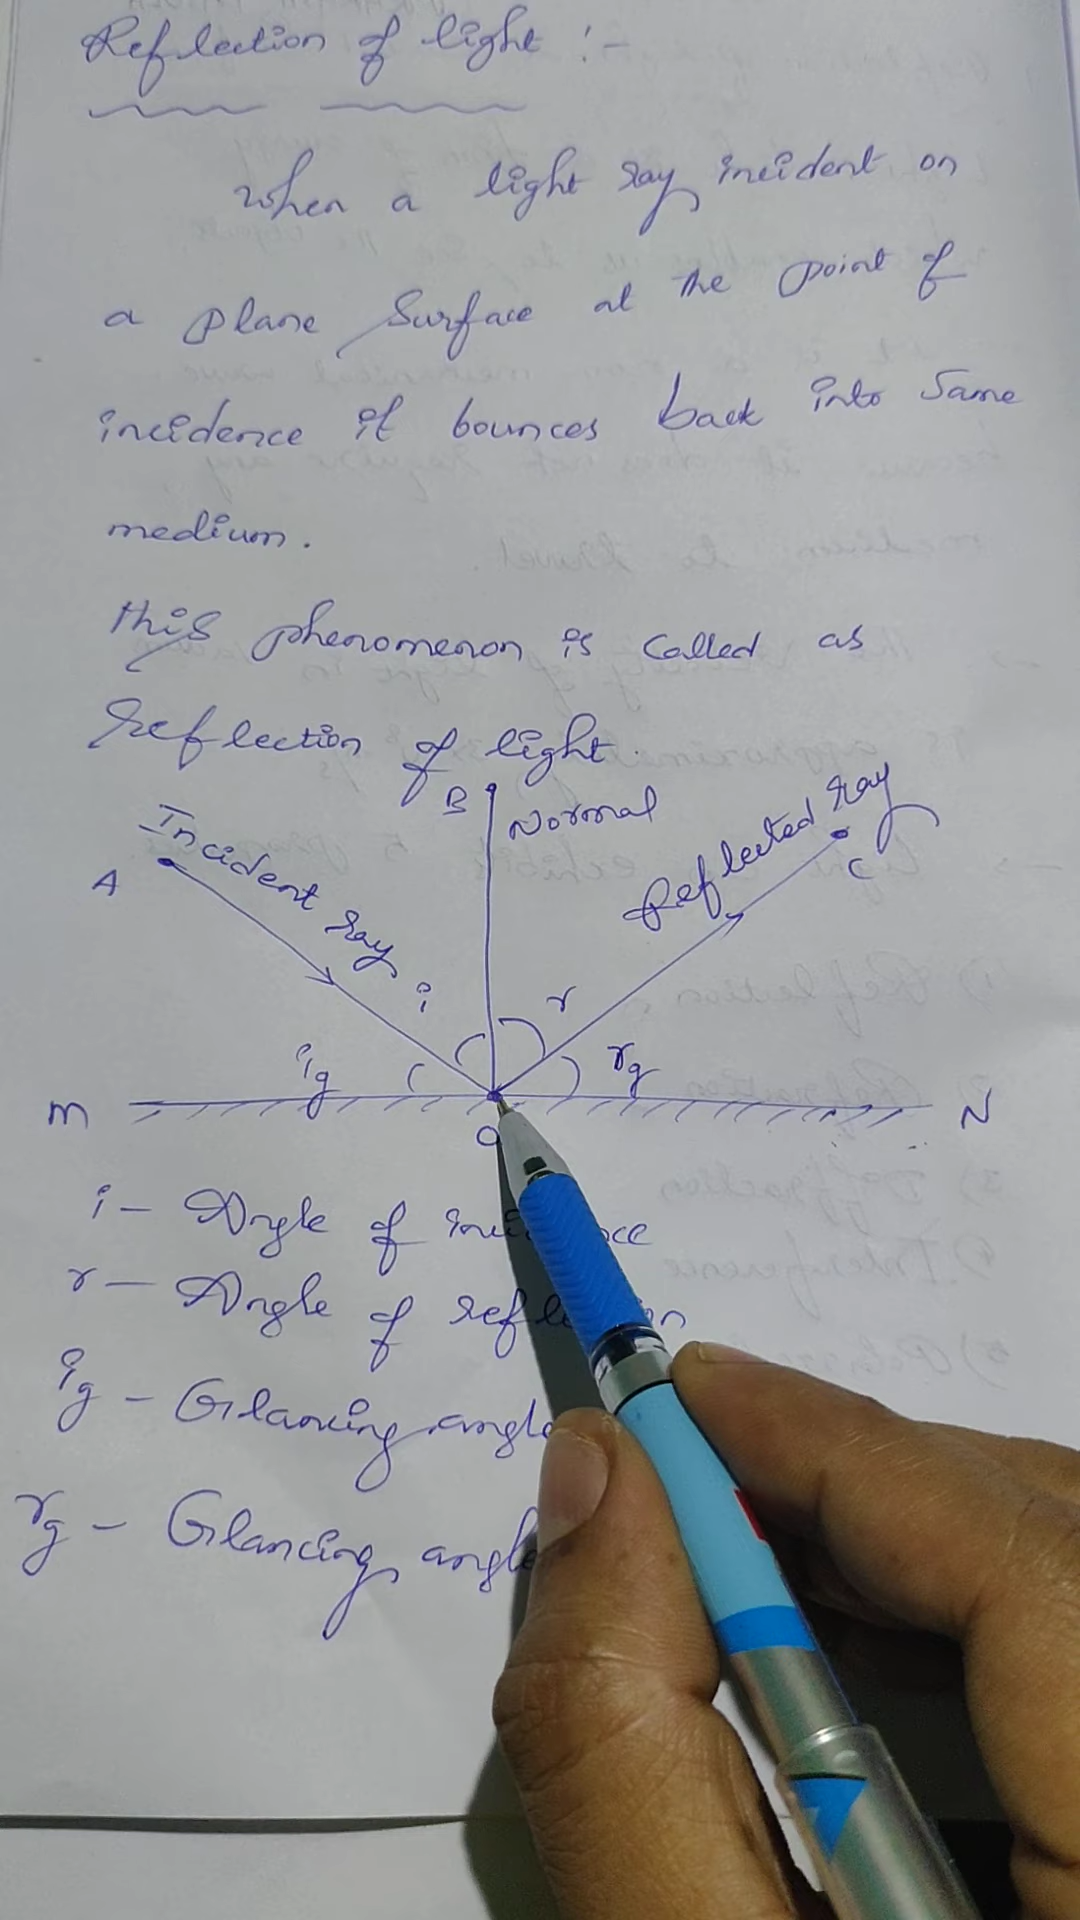 Reflection of light :-
When a light ray incident on
a plane surface at the point of
incidence it bounces back into same
medium.
this phenomenon is called as
reflection of light.
B Normal
Incident ray
Reflected ray
A
C
i
r
ig
rg
M
N
O
i - Angle of
r - Angle of
ig - Glancing angle
rg - Glancing angle